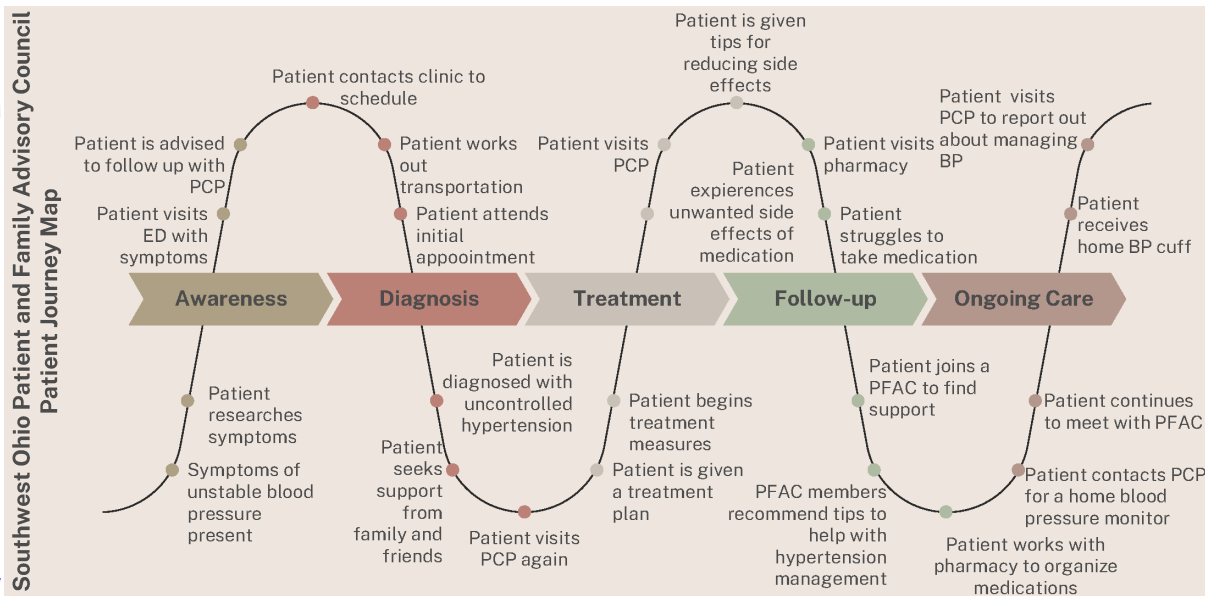 Southwest Ohio Patient and Family Advisory Council
Patient Journey Map
Symptoms of
unstable blood
pressure
present
Patient
researches
symptoms
Awareness
Patient visits
ED with
symptoms
Patient is advised
to follow up with
PCP
Patient contacts clinic to
schedule
Patient works
out
transportation
Patient attends
initial
appoointment
Diagnosis
Patient is
diagnosed with
uncontrolled
hypertension
Patient
seeks
support
from
family and
friends
Patient visits
PCP again
Patient is given
a treatment
plan
Patient begins
treatment
measures
Treatment
Patient
expierences
unwanted side
effects of
medication
Patient visits
PCP
Patient is given
tips for
reducing side
effects
Patient visits
pharmacy
Patient
struggles to
take medication
Follow-up
Patient joins a
PFAC to find
support
PFAC members
recommend tips to
help with
hypertension
management
Patient works with
pharmacy to organize
medications
Patient contacts PCP
for a home blood
pressure monitor
Patient continues
to meet with PFAC
Ongoing Care
Patient
receives
home BP cuff
Patient visits
PCP to report out
about managing
BP